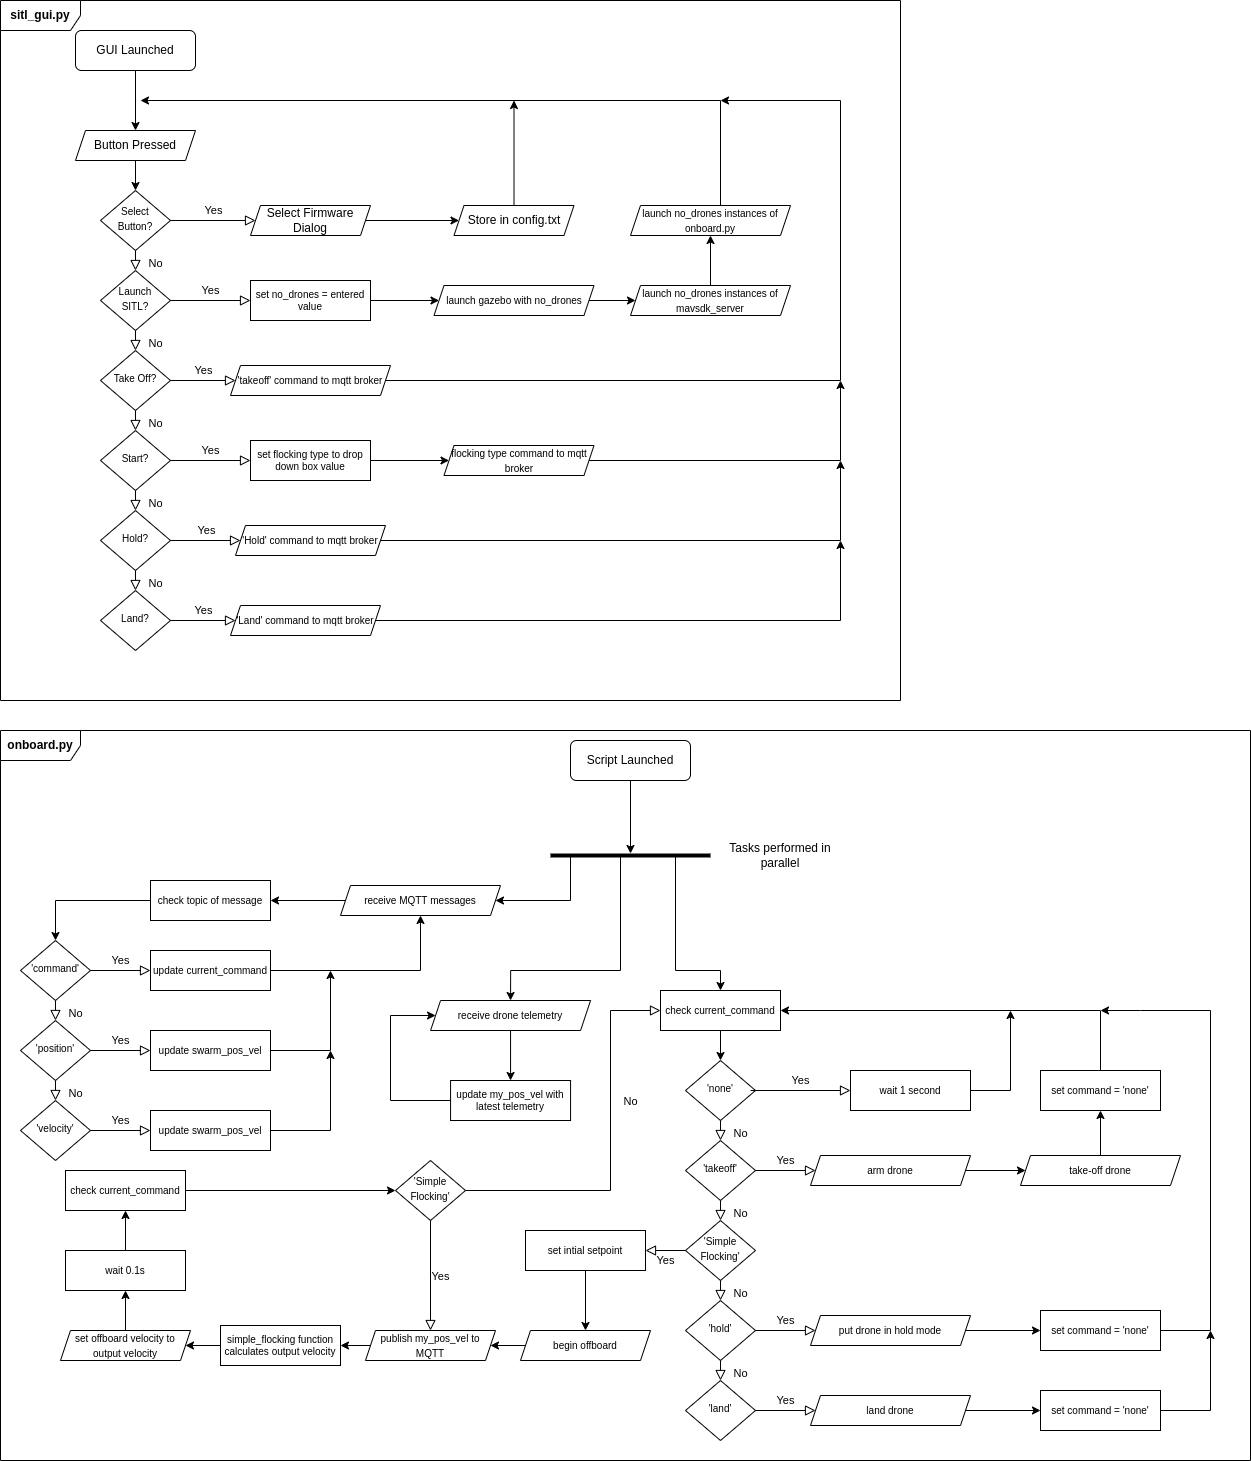 sitl_gui.py
GUI Launched
Button Pressed
Select
Button?
Yes
Select Firmware
Dialog
Store in config.txt
launch no_drones instances of
onboard.py
No
Launch
SITL?
Yes
set no_drones = entered
value
launch gazebo with no_drones
launch no_drones instances of
mavsdk_server
No
Take Off?
Yes
'takeoff' command to mqtt broker
No
Start?
Yes
set flocking type to drop
down box value
flocking type command to mqtt
broker
No
Hold?
Yes
'Hold' command to mqtt broker
No
Land?
Yes
'Land' command to mqtt broker
onboard.py
Script Launched
Tasks performed in
parallel
receive MQTT messages
check topic of message
'command'
Yes
update current_command
No
'position'
Yes
update swarm_pos_vel
No
'velocity'
Yes
update swarm_pos_vel
receive drone telemetry
update my_pos_vel with
latest telemetry
check current_command
'none'
Yes
wait 1 second
set command = 'none'
No
'takeoff'
Yes
arm drone
take-off drone
No
'Simple
Flocking'
Yes
set intial setpoint
begin offboard
publish my_pos_vel to
MQTT
simple_flocking function
calculates output velocity
set offboard velocity to
output velocity
wait 0.1s
check current_command
'Simple
Flocking'
Yes
No
No
'hold'
Yes
put drone in hold mode
set command = 'none'
No
'land'
Yes
land drone
set command = 'none'